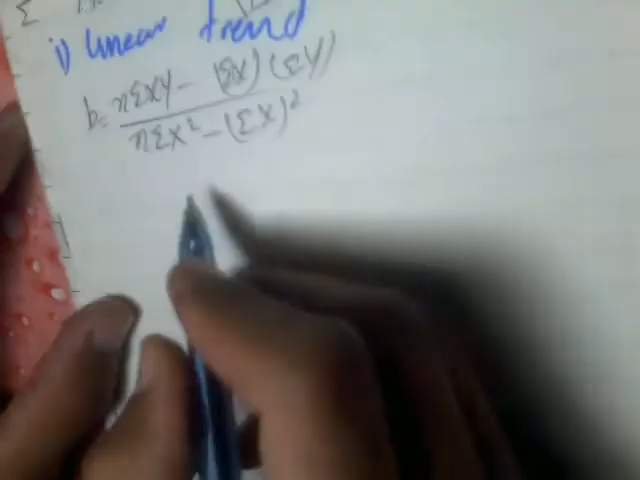 Σ
i) linear trend
b = nΣXY - (ΣX) (ΣY)
nΣX² - (ΣX)²